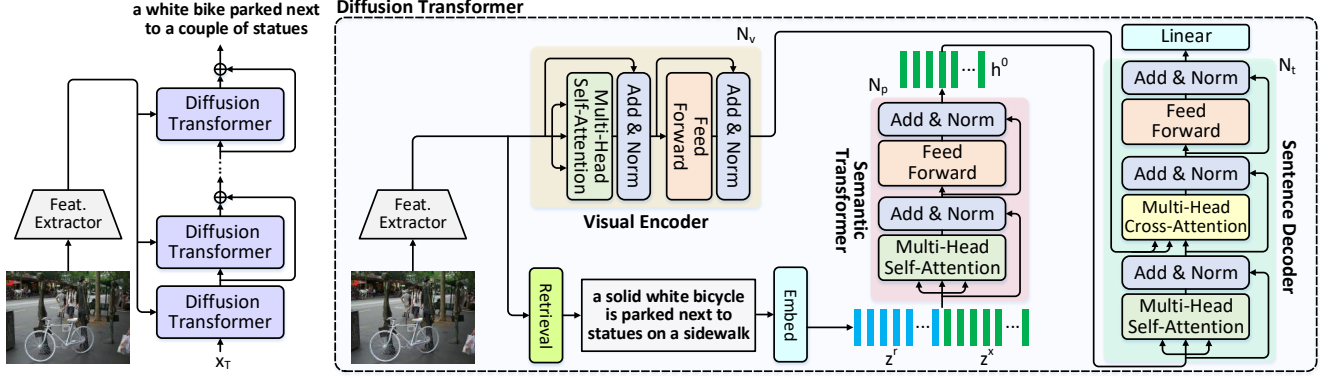 a white bike parked next
to a couple of statues
Diffusion
Transformer
Diffusion
Transformer
Diffusion
Transformer
Feat.
Extractor
x_T
Diffusion Transformer
Feat.
Extractor
N_v
Multi-Head
Self-Attention
Add & Norm
Feed
Forward
Add & Norm
Visual Encoder
Retrieval
a solid white bicycle
is parked next to
statues on a sidewalk
Embed
h^0
N_p
Add & Norm
Feed
Forward
Add & Norm
Multi-Head
Self-Attention
Semantic
Transformer
z^r
z^x
Linear
N_t
Add & Norm
Feed
Forward
Add & Norm
Multi-Head
Cross-Attention
Add & Norm
Multi-Head
Self-Attention
Sentence Decoder